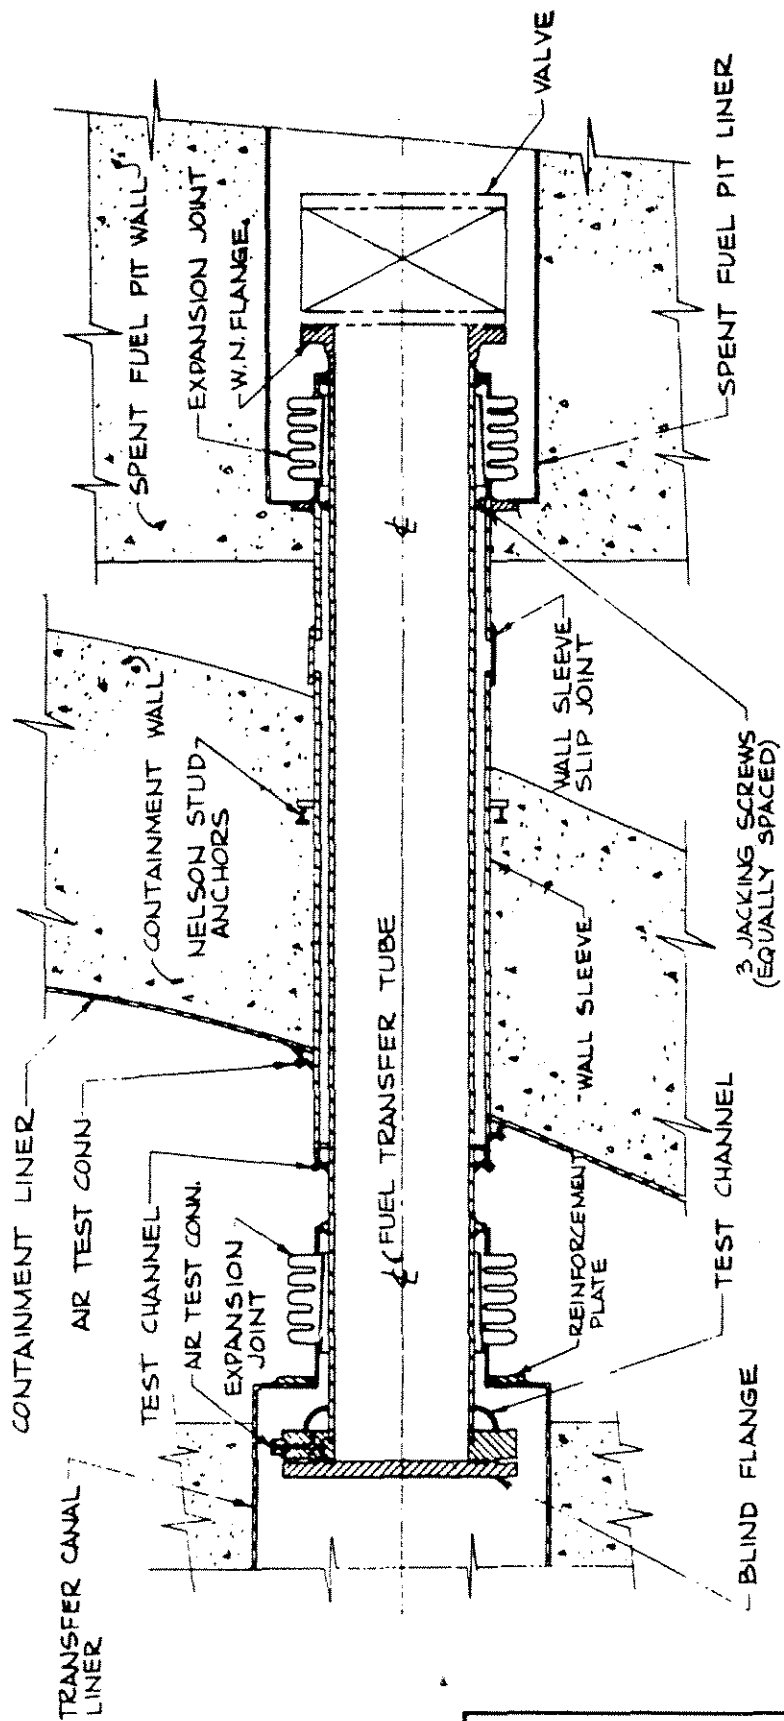 TRANSFER CANAL
LINER
CONTAINMENT LINER
AIR TEST CONN
TEST CHANNEL
AIR TEST CONN.
EXPANSION
JOINT
CONTAINMENT WALL
NELSON STUD
ANCHORS
SPENT FUEL PIT WALL
EXPANSION JOINT
W.N. FLANGE
VALVE
FUEL TRANSFER TUBE
BLIND FLANGE
REINFORCEMENT
PLATE
TEST CHANNEL
WALL SLEEVE
WALL SLEEVE
SLIP JOINT
3 JACKING SCREWS
(EQUALLY SPACED)
SPENT FUEL PIT LINER